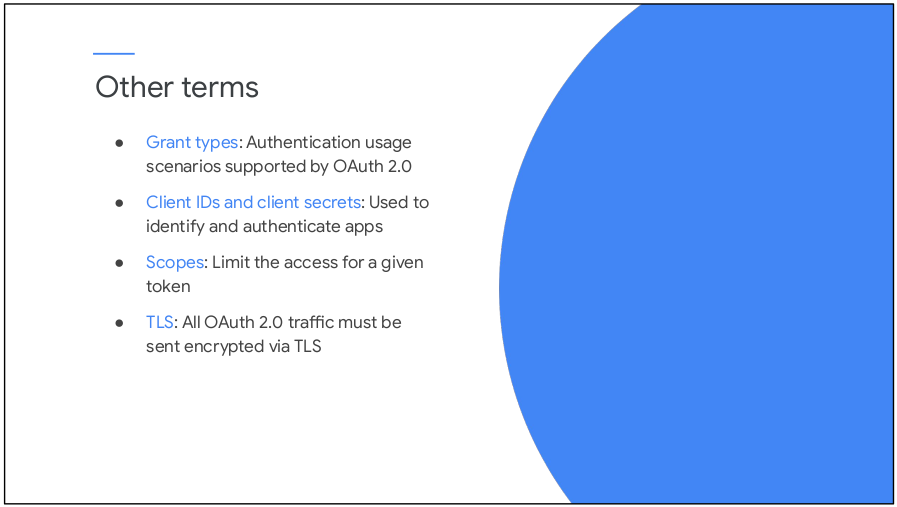 Other terms
● Grant types: Authentication usage
scenarios supported by OAuth 2.0
● Client IDs and client secrets: Used to
identify and authenticate apps
● Scopes: Limit the access for a given
token
● TLS: All OAuth 2.0 traffic must be
sent encrypted via TLS